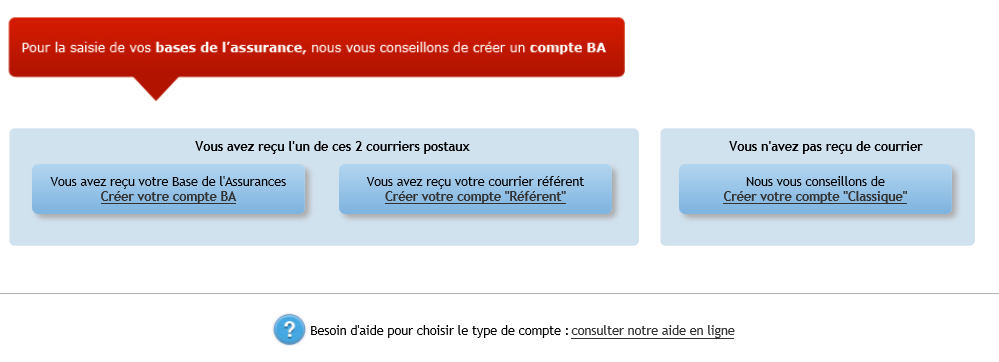 Pour la saisie de vos bases de l’assurance, nous vous conseillons de créer un compte BA
Vous avez reçu l'un de ces 2 courriers postaux
Vous avez reçu votre Base de l'Assurances
Créer votre compte BA
Vous avez reçu votre courrier référent
Créer votre compte "Référent"
Vous n'avez pas reçu de courrier
Nous vous conseillons de
Créer votre compte "Classique"
? Besoin d'aide pour choisir le type de compte : consulter notre aide en ligne